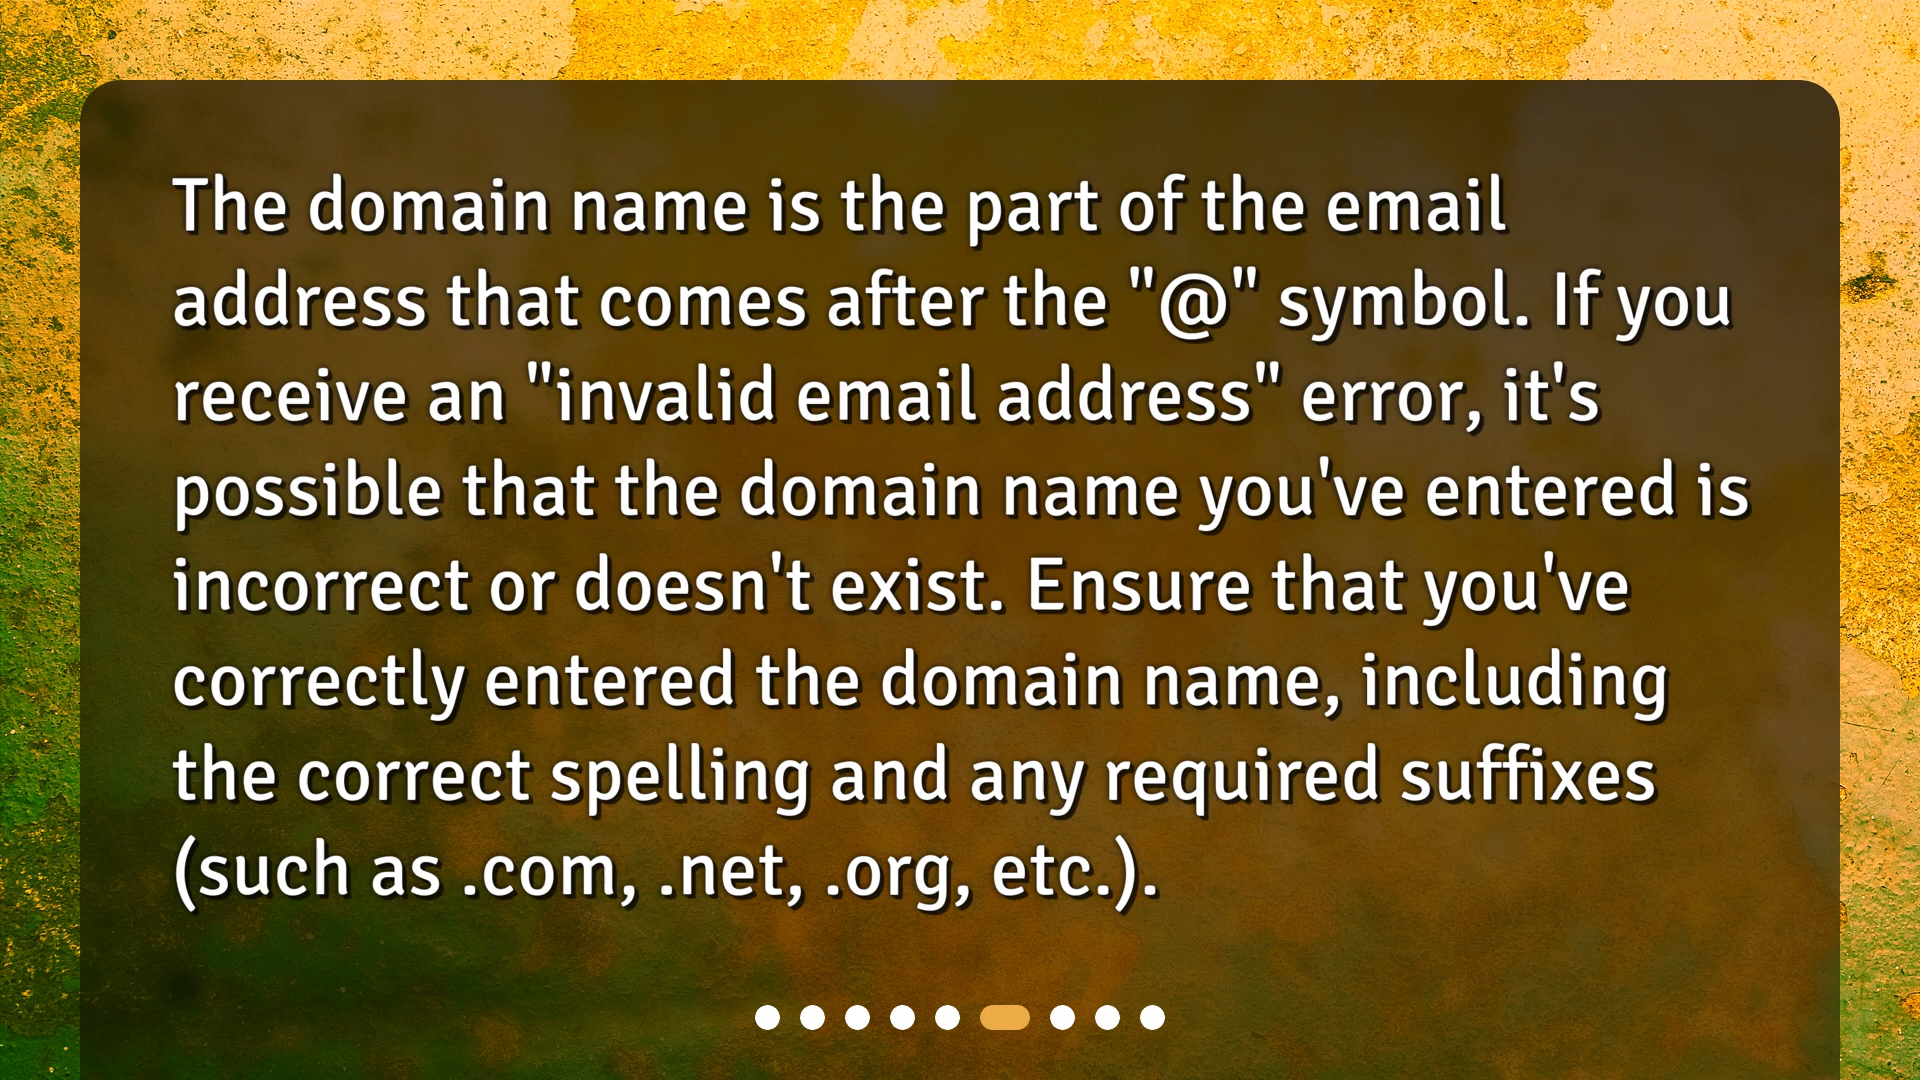 The domain name is the part of the email
address that comes after the "@" symbol. If you
receive an "invalid email address" error, it's
possible that the domain name you've entered is
incorrect or doesn't exist. Ensure that you've
correctly entered the domain name, including
the correct spelling and any required suffixes
(such as .com, .net, .org, etc.).